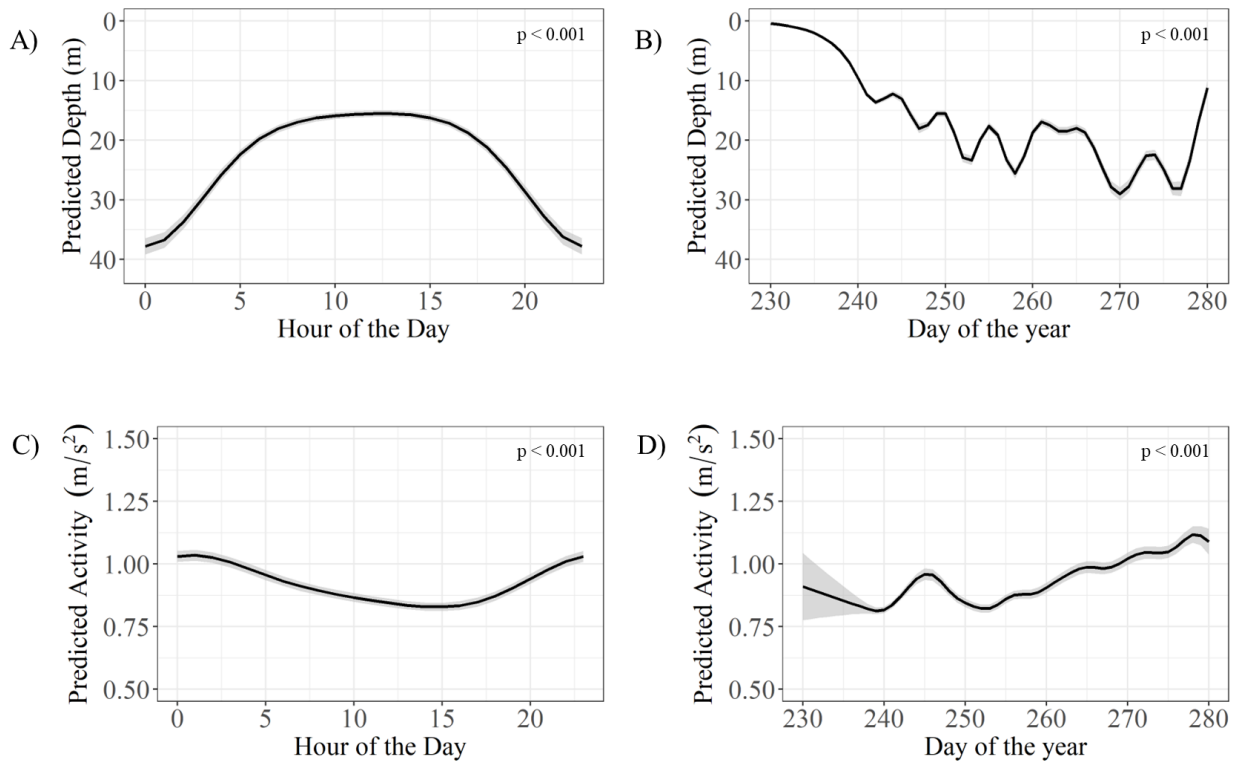 A)
p < 0.001
Predicted Depth (m)
0
10
20
30
40
0 5 10 15 20
Hour of the Day
B)
p < 0.001
Predicted Depth (m)
0
10
20
30
40
230 240 250 260 270 280
Day of the year
C)
p < 0.001
Predicted Activity (m/s²)
1.50
1.25
1.00
0.75
0.50
0 5 10 15 20
Hour of the Day
D)
p < 0.001
Predicted Activity (m/s²)
1.50
1.25
1.00
0.75
0.50
230 240 250 260 270 280
Day of the year